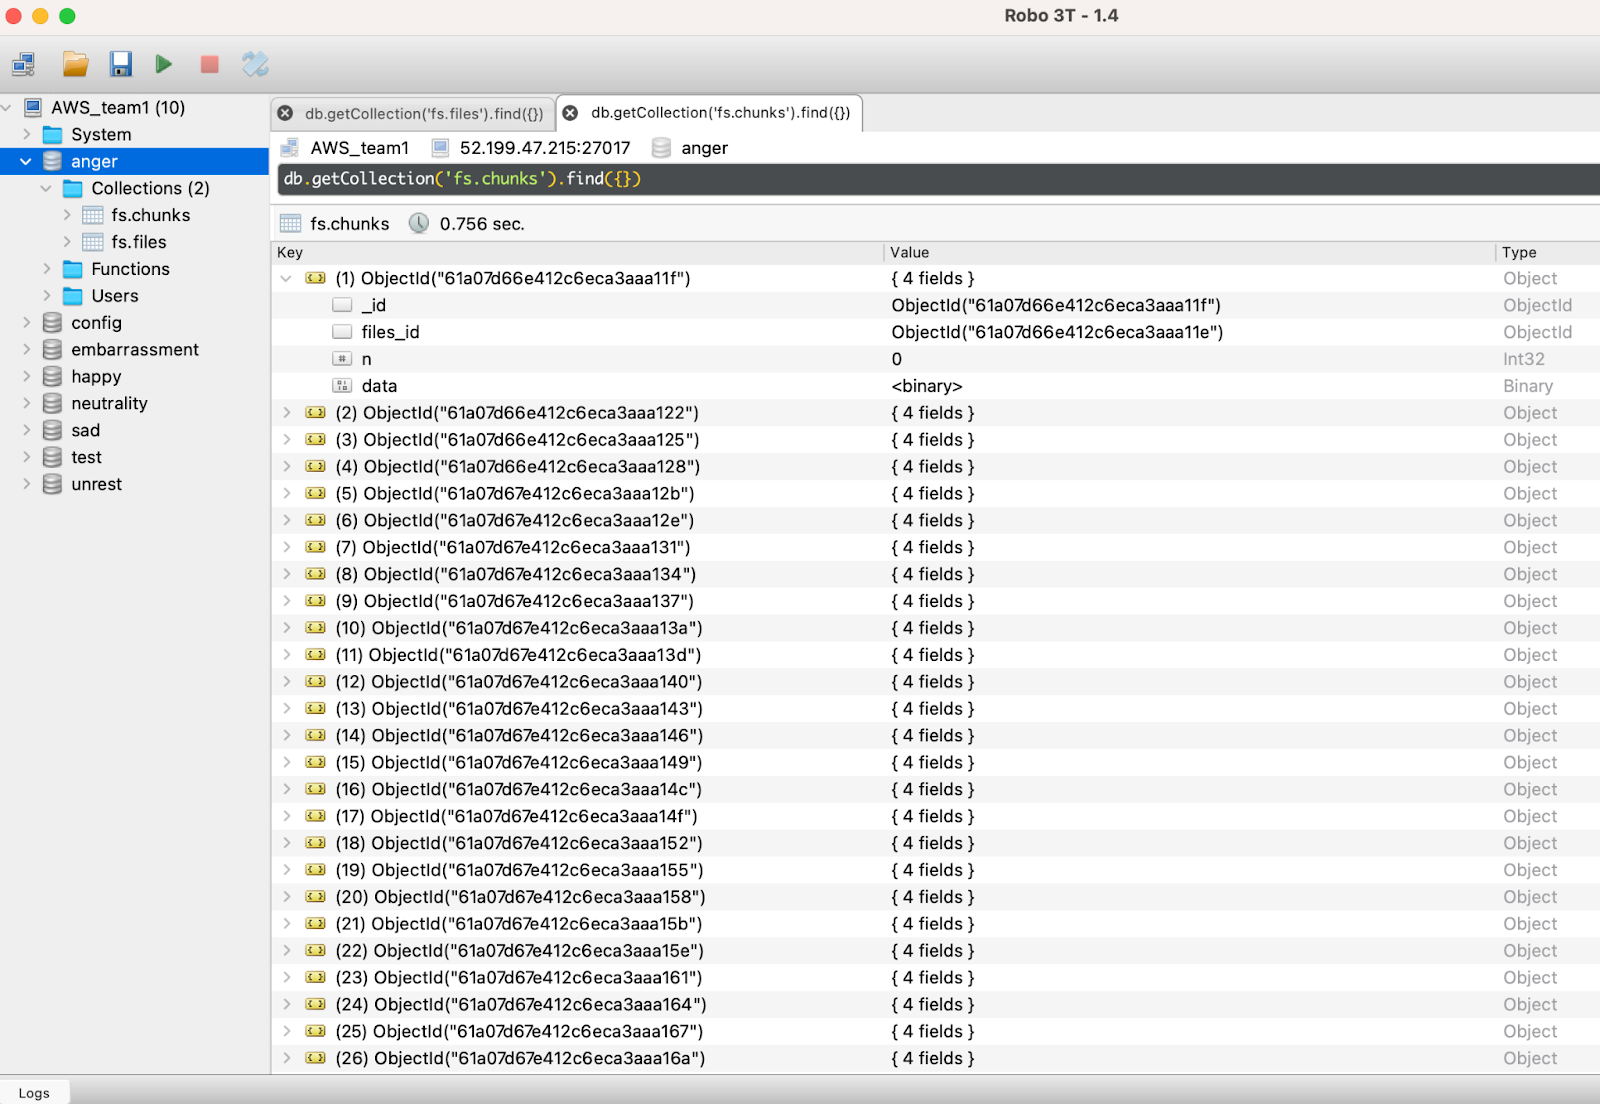 Robo 3T - 1.4
AWS_team1 (10)
System
anger
Collections (2)
fs.chunks
fs.files
Functions
Users
config
embarrassment
happy
neutrality
sad
test
unrest
db.getCollection('fs.files').find({})
db.getCollection('fs.chunks').find({})
AWS_team1 52.199.47.215:27017 anger
db.getCollection('fs.chunks').find({})
fs.chunks 0.756 sec.
Key Value Type
(1) ObjectId("61a07d66e412c6eca3aaa11f") { 4 fields } Object
_id ObjectId("61a07d66e412c6eca3aaa11f") ObjectId
files_id ObjectId("61a07d66e412c6eca3aaa11e") ObjectId
n 0 Int32
data <binary> Binary
(2) ObjectId("61a07d66e412c6eca3aaa122") { 4 fields } Object
(3) ObjectId("61a07d66e412c6eca3aaa125") { 4 fields } Object
(4) ObjectId("61a07d66e412c6eca3aaa128") { 4 fields } Object
(5) ObjectId("61a07d67e412c6eca3aaa12b") { 4 fields } Object
(6) ObjectId("61a07d67e412c6eca3aaa12e") { 4 fields } Object
(7) ObjectId("61a07d67e412c6eca3aaa131") { 4 fields } Object
(8) ObjectId("61a07d67e412c6eca3aaa134") { 4 fields } Object
(9) ObjectId("61a07d67e412c6eca3aaa137") { 4 fields } Object
(10) ObjectId("61a07d67e412c6eca3aaa13a") { 4 fields } Object
(11) ObjectId("61a07d67e412c6eca3aaa13d") { 4 fields } Object
(12) ObjectId("61a07d67e412c6eca3aaa140") { 4 fields } Object
(13) ObjectId("61a07d67e412c6eca3aaa143") { 4 fields } Object
(14) ObjectId("61a07d67e412c6eca3aaa146") { 4 fields } Object
(15) ObjectId("61a07d67e412c6eca3aaa149") { 4 fields } Object
(16) ObjectId("61a07d67e412c6eca3aaa14c") { 4 fields } Object
(17) ObjectId("61a07d67e412c6eca3aaa14f") { 4 fields } Object
(18) ObjectId("61a07d67e412c6eca3aaa152") { 4 fields } Object
(19) ObjectId("61a07d67e412c6eca3aaa155") { 4 fields } Object
(20) ObjectId("61a07d67e412c6eca3aaa158") { 4 fields } Object
(21) ObjectId("61a07d67e412c6eca3aaa15b") { 4 fields } Object
(22) ObjectId("61a07d67e412c6eca3aaa15e") { 4 fields } Object
(23) ObjectId("61a07d67e412c6eca3aaa161") { 4 fields } Object
(24) ObjectId("61a07d67e412c6eca3aaa164") { 4 fields } Object
(25) ObjectId("61a07d67e412c6eca3aaa167") { 4 fields } Object
(26) ObjectId("61a07d67e412c6eca3aaa16a") { 4 fields } Object
Logs